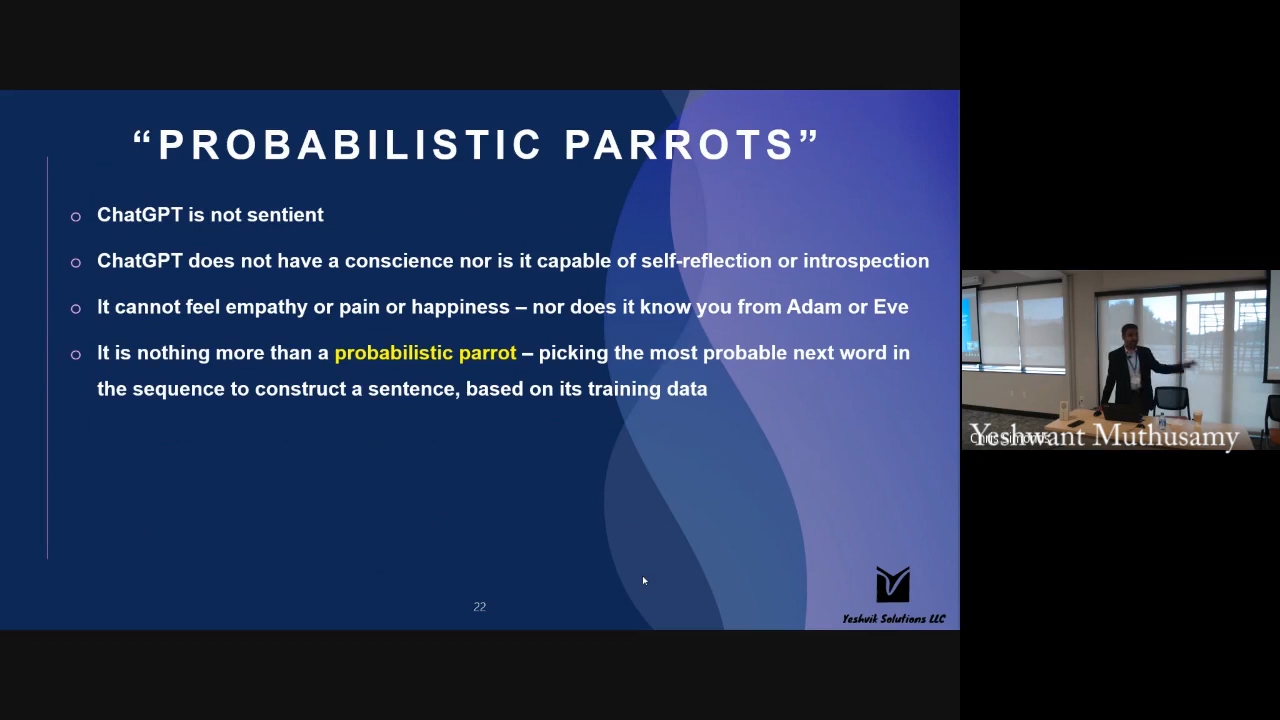 “PROBABILISTIC PARROTS”
ChatGPT is not sentient
ChatGPT does not have a conscience nor is it capable of self-reflection or introspection
It cannot feel empathy or pain or happiness – nor does it know you from Adam or Eve
It is nothing more than a probabilistic parrot – picking the most probable next word in
the sequence to construct a sentence, based on its training data
22
Yeshvik Solutions LLC
Yeshwant Muthusamy